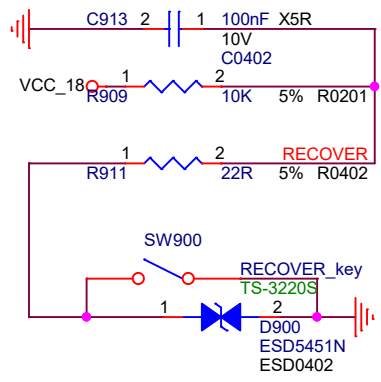 C913 2 1 100nF X5R
10V
C0402
VCC_18 1 2
R909 10K 5% R0201
1 2 RECOVER
R911 22R 5% R0402
SW900
RECOVER_key
TS-3220S
1 2
D900
ESD5451N
ESD0402